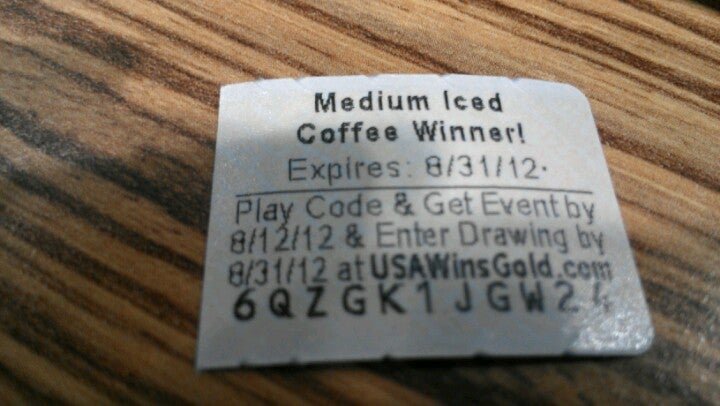 Medium Iced
Coffee Winner!
Expires: 8/31/12.
Play Code & Get Event by
8/12/12 & Enter Drawing by
8/31/12 at USAWinsGold.com
6QZGK1JGW24